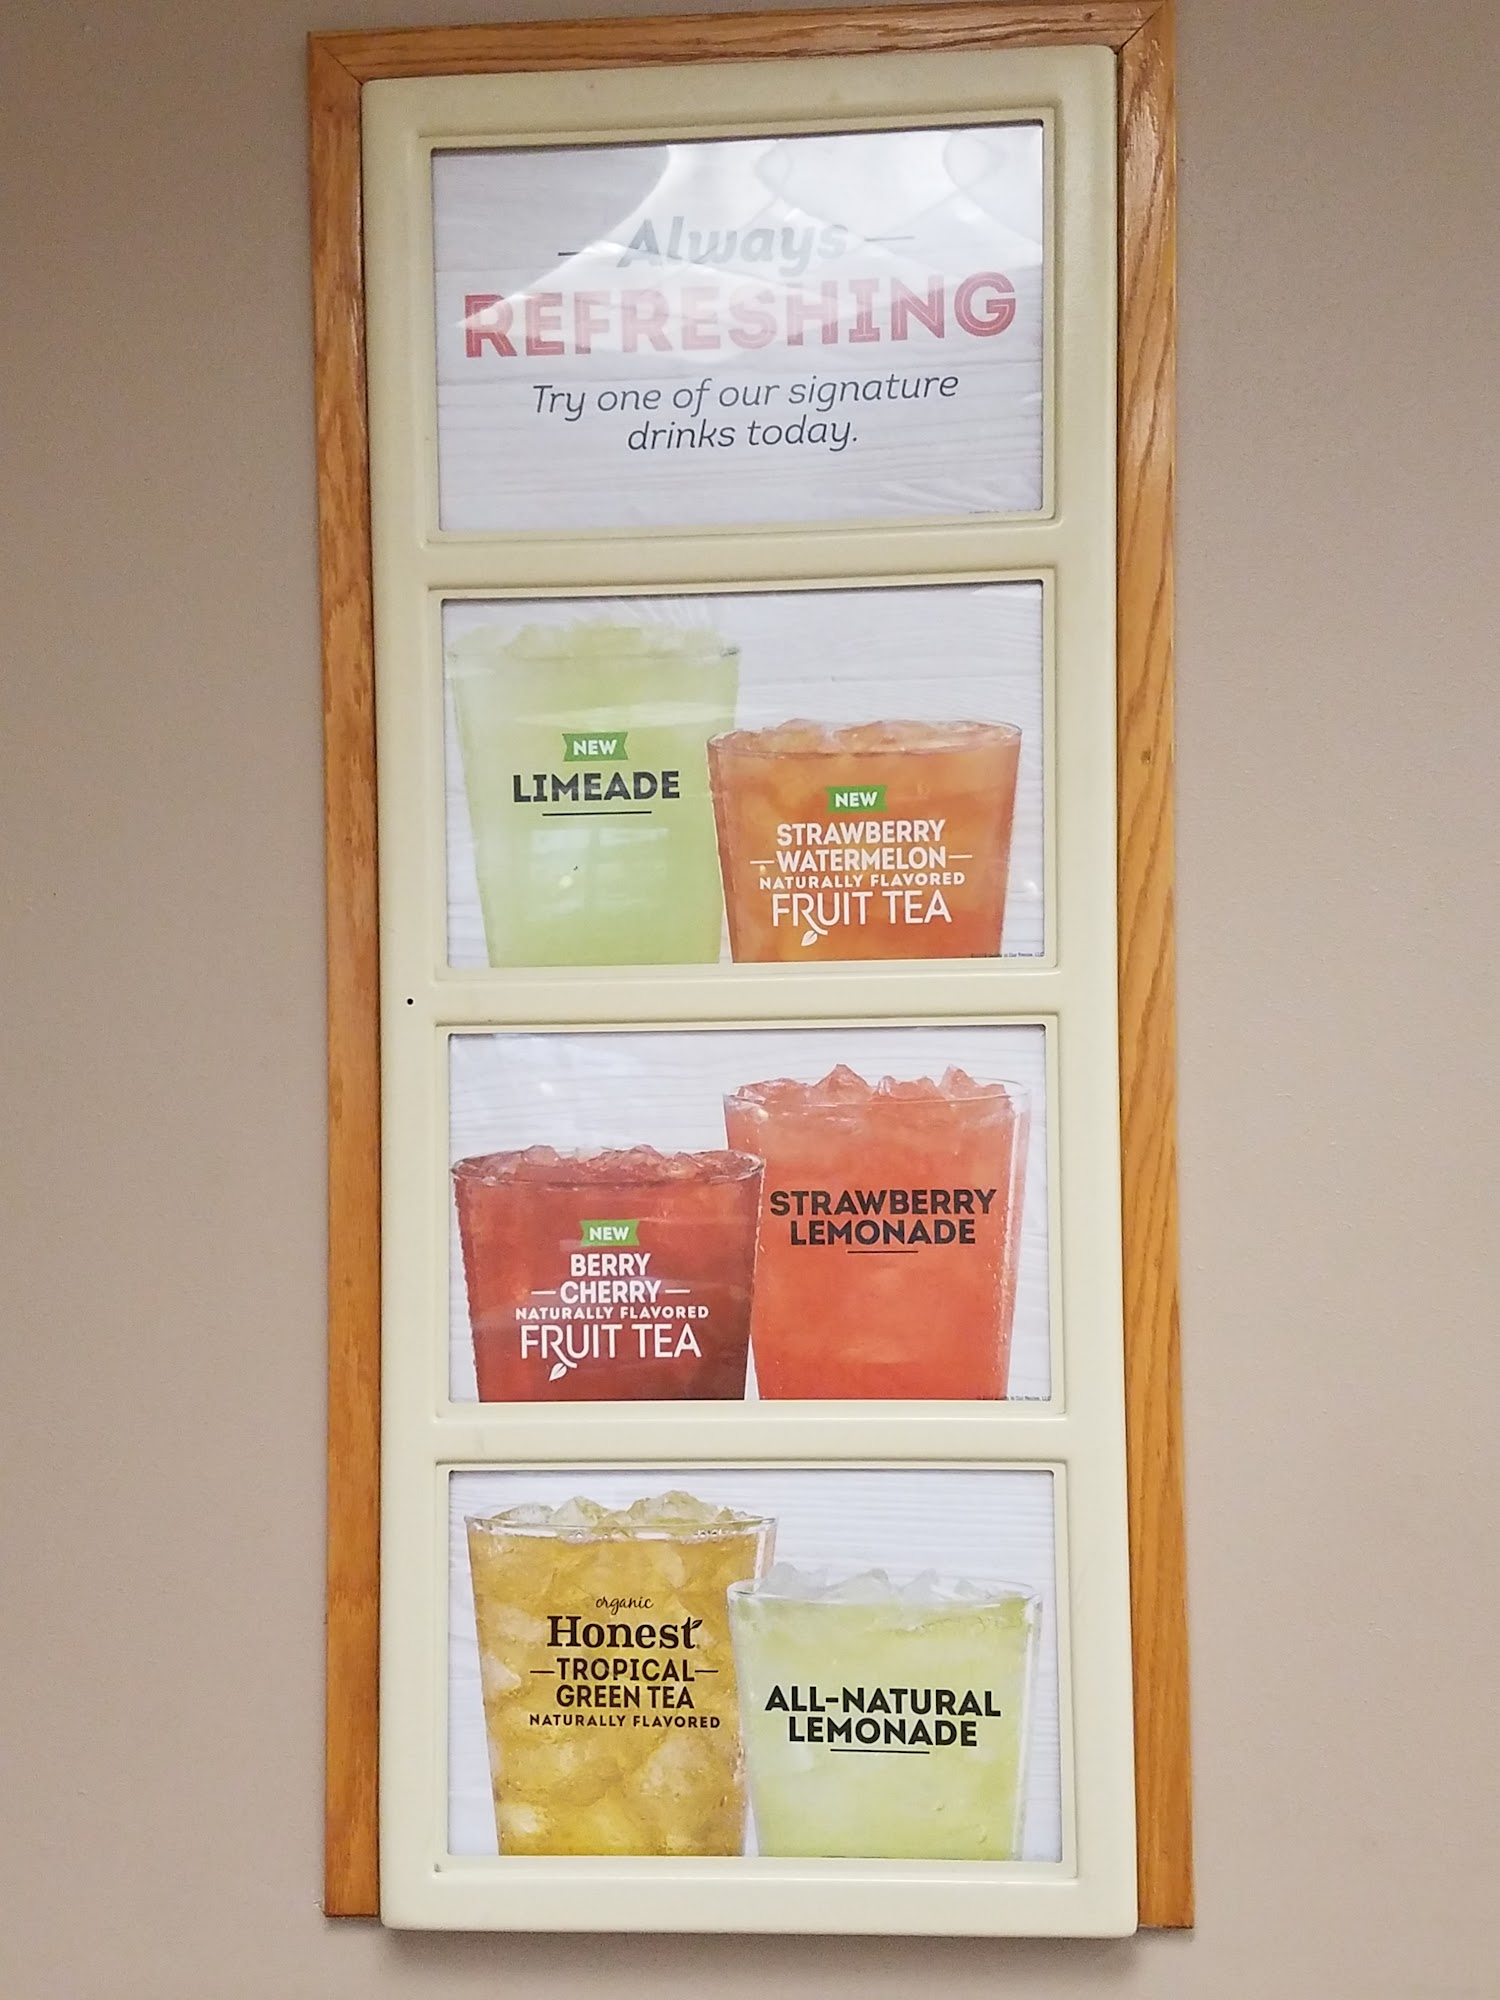 Always
REFRESHING
Try one of our signature
drinks today.
NEW
LIMEADE
NEW
STRAWBERRY
WATERMELON
NATURALLY FLAVORED
FRUIT TEA
NEW
BERRY
CHERRY
NATURALLY FLAVORED
FRUIT TEA
STRAWBERRY
LEMONADE
organic
Honest
TROPICAL
GREEN TEA
NATURALLY FLAVORED
ALL-NATURAL
LEMONADE